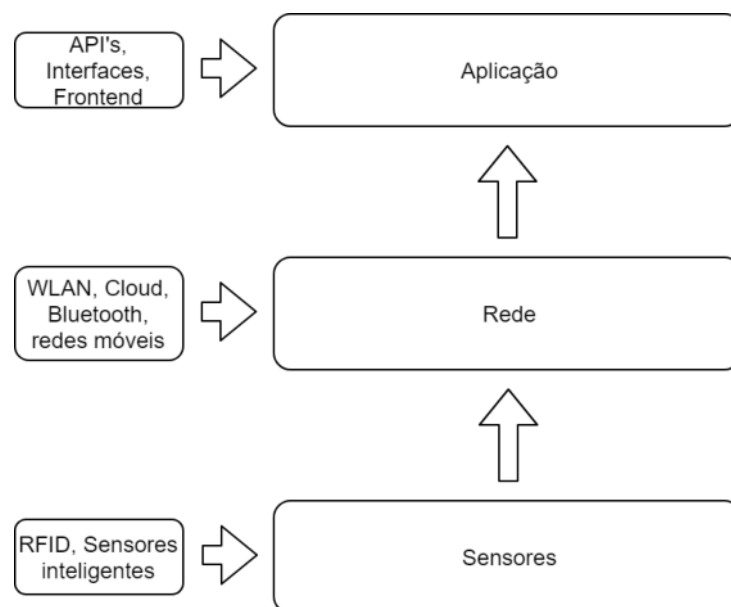 API's,
Interfaces,
Frontend
Aplicação
WLAN, Cloud,
Bluetooth,
redes móveis
Rede
RFID, Sensores
inteligentes
Sensores